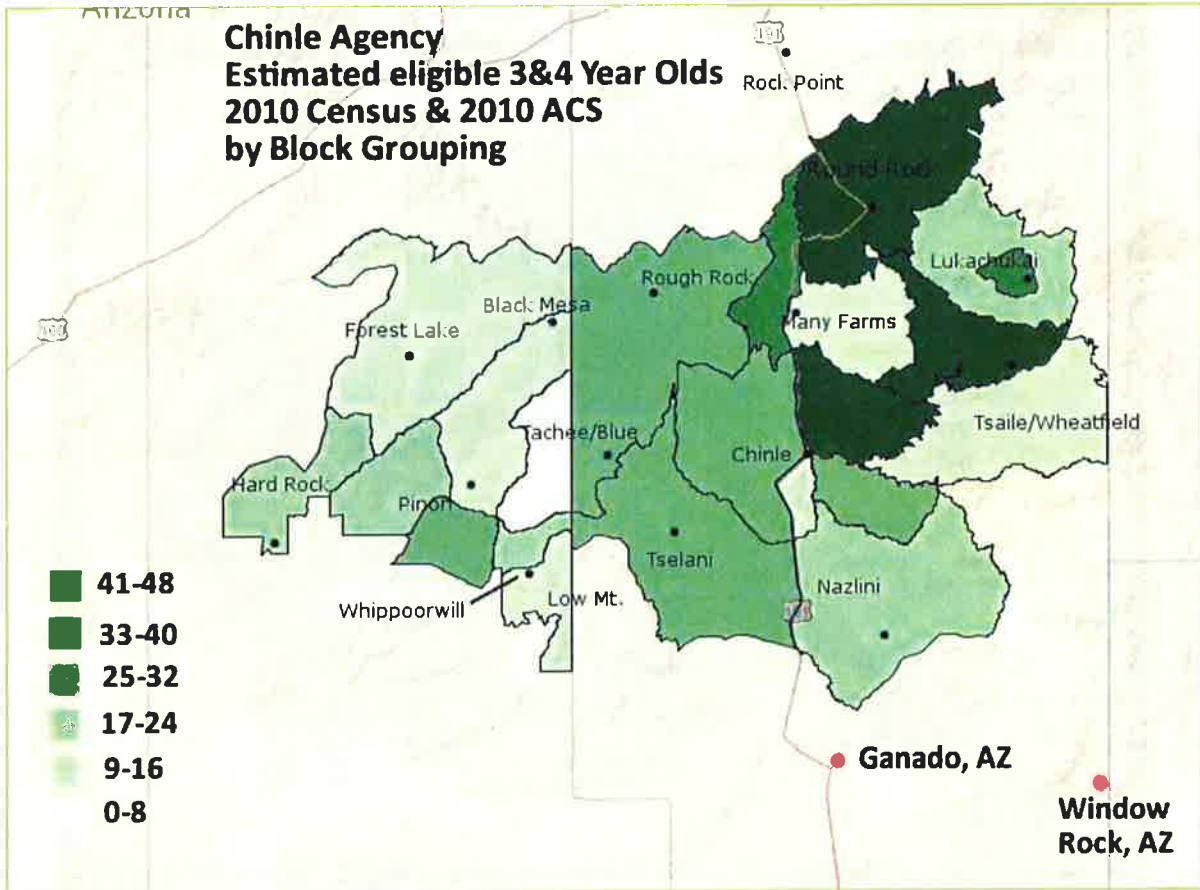 Arizona
Chinle Agency
Estimated eligible 3&4 Year Olds
2010 Census & 2010 ACS
by Block Grouping
191
Rock Point
Round Rock
Lukachukai
Rough Rock
Black Mesa
Many Farms
Forest Lake
Tachee/Blue
Tsaile/Wheatfield
Chinle
Hard Rock
Pinon
Tselani
41-48
Nazlini
Whippoorwill
Low Mt.
33-40
25-32
17-24
9-16
0-8
Ganado, AZ
Window
Rock, AZ